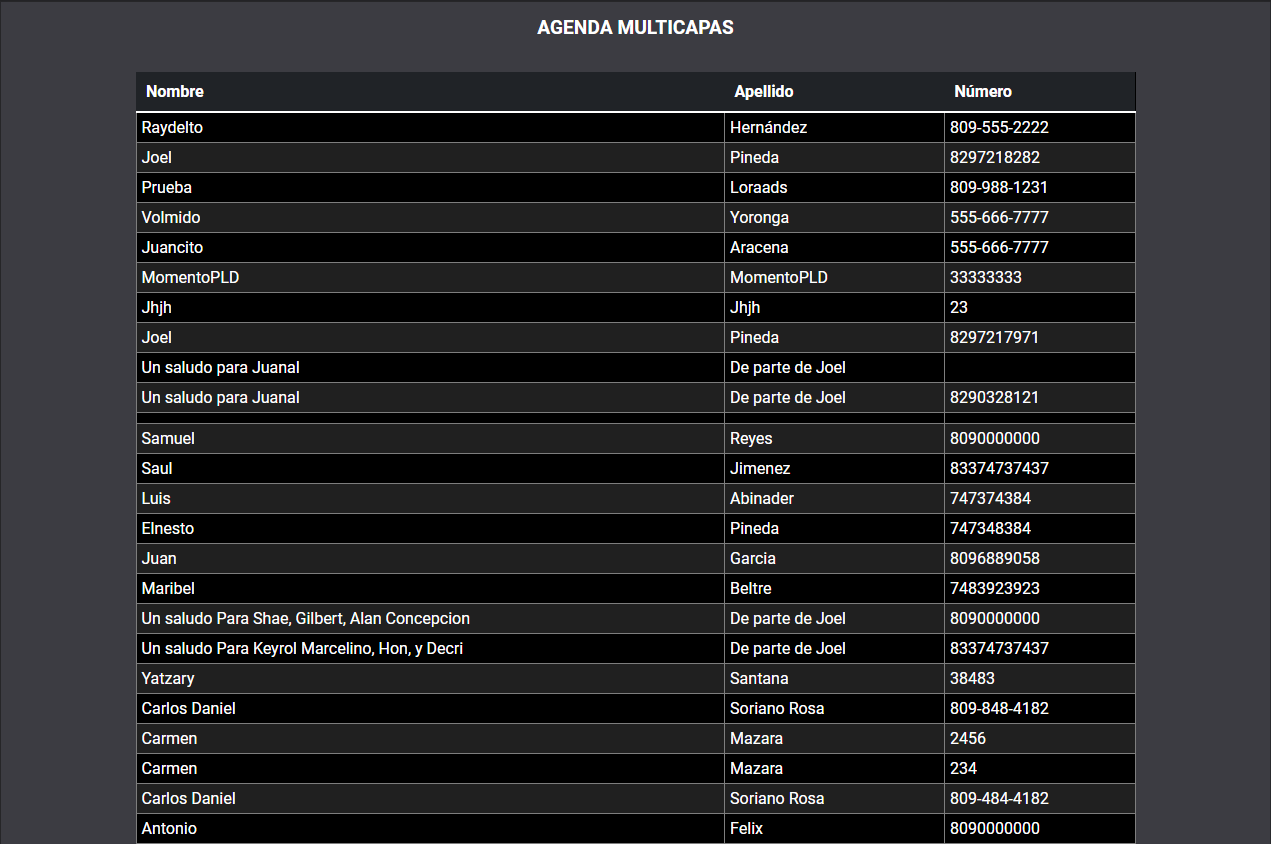 AGENDA MULTICAPAS
Nombre Apellido Número
Raydelto Hernández 809-555-2222
Joel Pineda 8297218282
Prueba Loraads 809-988-1231
Volmido Yoronga 555-666-7777
Juancito Aracena 555-666-7777
MomentoPLD MomentoPLD 33333333
Jhjh Jhjh 23
Joel Pineda 8297217971
Un saludo para Juanal De parte de Joel
Un saludo para Juanal De parte de Joel 8290328121
Samuel Reyes 8090000000
Saul Jimenez 83374737437
Luis Abinader 747374384
Elnesto Pineda 747348384
Juan Garcia 8096889058
Maribel Beltre 7483923923
Un saludo Para Shae, Gilbert, Alan Concepcion De parte de Joel 8090000000
Un saludo Para Keyrol Marcelino, Hon, y Decri De parte de Joel 83374737437
Yatzary Santana 38483
Carlos Daniel Soriano Rosa 809-848-4182
Carmen Mazara 2456
Carmen Mazara 234
Carlos Daniel Soriano Rosa 809-484-4182
Antonio Felix 8090000000